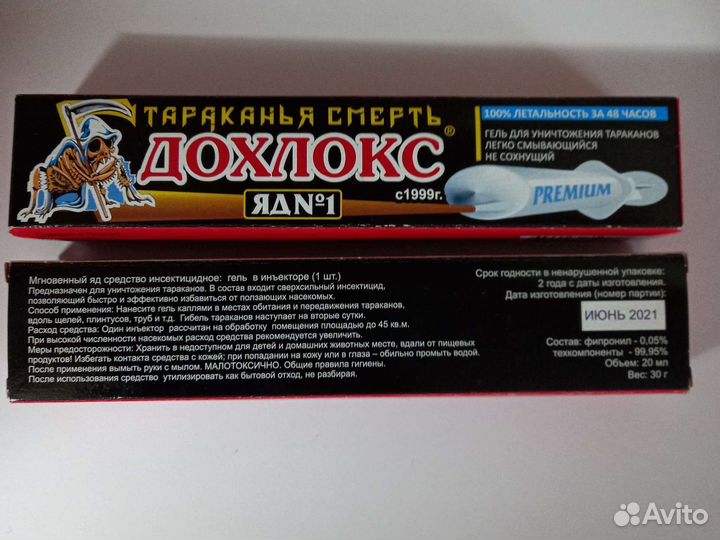 ТАРАКАНЬЯ СМЕРТЬ
ДОХЛОКС®
с1999г.
ЯД №1
100% ЛЕТАЛЬНОСТЬ ЗА 48 ЧАСОВ
ГЕЛЬ ДЛЯ УНИЧТОЖЕНИЯ ТАРАКАНОВ
ЛЕГКО СМЫВАЮЩИЙСЯ
НЕ СОХНУЩИЙ
PREMIUM
Мгновенный яд средство инсектицидное: гель в инъекторе (1 шт.)
Предназначен для уничтожения тараканов. В состав входит сверхсильный инсектицид,
позволяющий быстро и эффективно избавиться от ползающих насекомых.
Способ применения: Нанесите гель каплями в местах обитания и передвижения тараканов,
вдоль щелей, плинтусов, труб и т.д. Гибель тараканов наступает на вторые сутки.
Расход средства: Один инъектор рассчитан на обработку помещения площадью до 45 кв.м.
При высокой численности насекомых расход средства рекомендуется увеличить.
Меры предосторожности: Хранить в недоступном для детей и домашних животных месте, вдали от пищевых
продуктов! Избегать контакта средства с кожей; при попадании на кожу или в глаза – обильно промыть водой.
После применения вымыть руки с мылом. МАЛОТОКСИЧНО. Общие правила гигиены.
После использования средство утилизировать как бытовой отход, не разбирая.
Срок годности в ненарушенной упаковке:
2 года с даты изготовления.
Дата изготовления (номер партии):
ИЮНЬ 2021
Состав: фипронил - 0,05%
техкомпоненты - 99,95%
Объем: 20 мл
Вес: 30 г
Avito